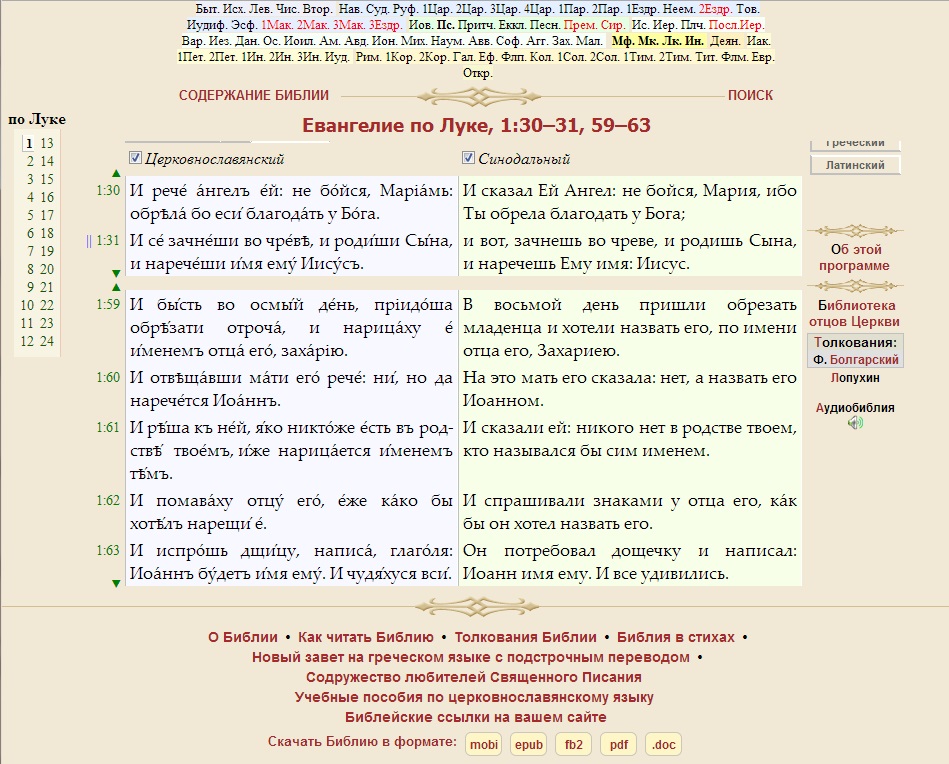 Быт. Исх. Лев. Чис. Втор. Нав. Суд. Руф. 1Цар. 2Цар. 3Цар. 4Цар. 1Пар. 2Пар. 1Ездр. Неем. 2Ездр. Тов.
Иудиф. Эсф. 1Мак. 2Мак. 3Мак. 3Ездр. Иов. Пс. Притч. Еккл. Песн. Прем. Сир. Ис. Иер. Плч. Посл.Иер.
Вар. Иез. Дан. Ос. Иоил. Ам. Авд. Ион. Мих. Наум. Авв. Соф. Агг. Зах. Мал. Мф. Мк. Лк. Ин. Деян. Иак.
1Пет. 2Пет. 1Ин. 2Ин. 3Ин. Иуд. Рим. 1Кор. 2Кор. Гал. Еф. Флп. Кол. 1Сол. 2Сол. 1Тим. 2Тим. Тит. Флм. Евр.
Откр.
СОДЕРЖАНИЕ БИБЛИИ ПОИСК
по Луке
1 13
2 14
3 15
4 16
5 17
6 18
7 19
8 20
9 21
10 22
11 23
12 24
Евангелие по Луке, 1:30–31, 59–63
Церковнославянский
Синодальный
1:30
И рече́ а́нгелъ е́й: не бо́йся, Марiа́мь:
обрѣла́ бо еси́ благода́ть у Бо́га.
И сказал Ей Ангел: не бойся, Мария, ибо
Ты обрела благодать у Бога;
|| 1:31
И се́ зачне́ши во чре́вѣ, и роди́ши Сы́на,
и нарече́ши и́мя ему́ Иису́съ.
и вот, зачнешь во чреве, и родишь Сына,
и наречешь Ему имя: Иисус.
1:59
И бы́сть во осмы́й де́нь, прiидо́ша
обрѣ́зати отроча́, и нарица́ху е́
и́менемъ отца́ его́, заха́рiю.
В восьмой день пришли обрезать
младенца и хотели назвать его, по имени
отца его, Захариею.
1:60
И отвѣща́вши ма́ти его́ рече́: ни́, но да
нарече́тся Иоа́ннъ.
На это мать его сказала: нет, а назвать его
Иоанном.
1:61
И рѣ́ша къ не́й, я́ко никто́же е́сть въ род-
ствѣ́ твое́мъ, и́же нарица́ется и́менемъ
тѣ́мъ.
И сказали ей: никого нет в родстве твоем,
кто назывался бы сим именем.
1:62
И помава́ху отцу́ его́, е́же ка́ко бы
хотѣ́лъ нарещи́ е́.
И спрашивали знаками у отца его, ка́к
бы он хотел назвать его.
1:63
И испро́шь дщи́цу, написа́, глаго́ля:
Иоа́ннъ бу́детъ и́мя ему́. И чудя́хуся вси́.
Он потребовал дощечку и написал:
Иоанн имя ему. И все удивились.
Греческий
Латинский
Об этой
программе
Библиотека
отцов Церкви
Толкования:
Ф. Болгарский
Лопухин
Аудиобиблия
О Библии • Как читать Библию • Толкования Библии • Библия в стихах •
Новый завет на греческом языке с подстрочным переводом •
Содружество любителей Священного Писания
Учебные пособия по церковнославянскому языку
Библейские ссылки на вашем сайте
Скачать Библию в формате: mobi epub fb2 pdf .doc